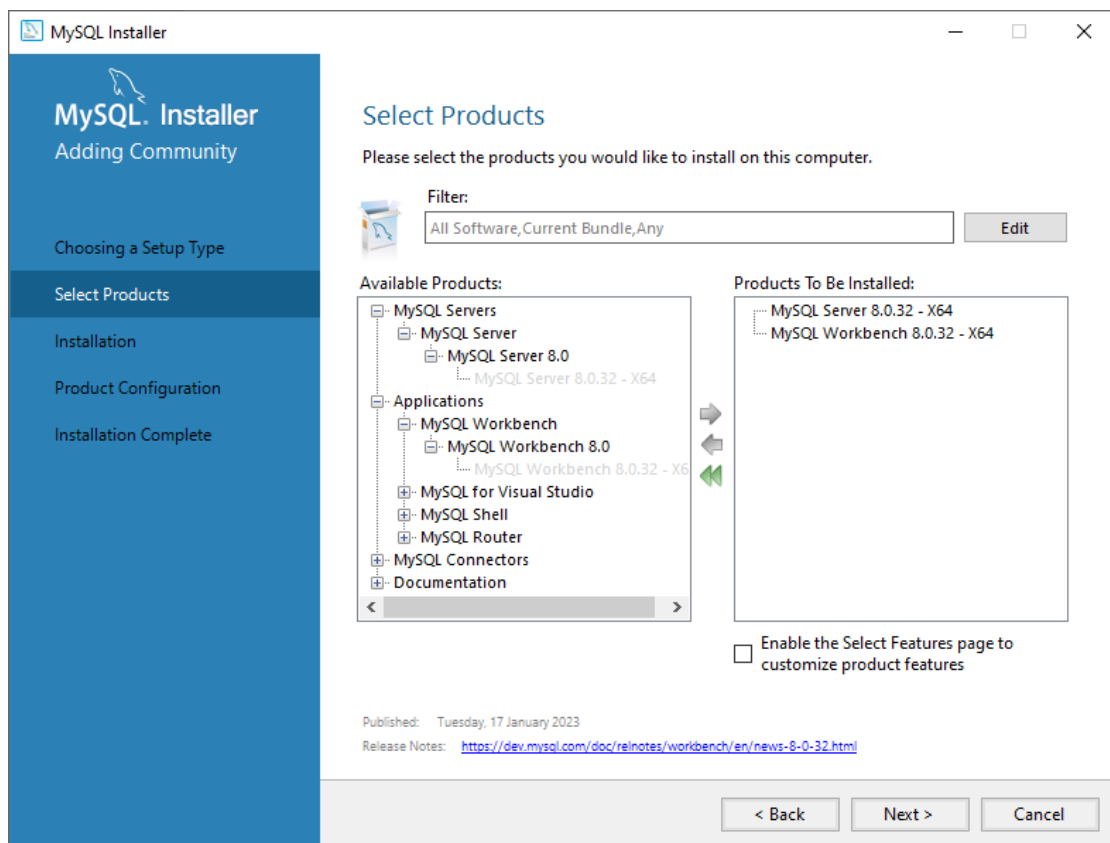 MySQL Installer
MySQL. Installer
Adding Community
Choosing a Setup Type
Select Products
Installation
Product Configuration
Installation Complete
Select Products
Please select the products you would like to install on this computer.
Filter:
All Software,Current Bundle,Any
Edit
Available Products:
MySQL Servers
MySQL Server
MySQL Server 8.0
MySQL Server 8.0.32 - X64
Applications
MySQL Workbench
MySQL Workbench 8.0
MySQL Workbench 8.0.32 - X6
MySQL for Visual Studio
MySQL Shell
MySQL Router
MySQL Connectors
Documentation
Products To Be Installed:
MySQL Server 8.0.32 - X64
MySQL Workbench 8.0.32 - X64
Enable the Select Features page to
customize product features
Published: Tuesday, 17 January 2023
Release Notes: https://dev.mysql.com/doc/relnotes/workbench/en/news-8-0-32.html
< Back
Next >
Cancel